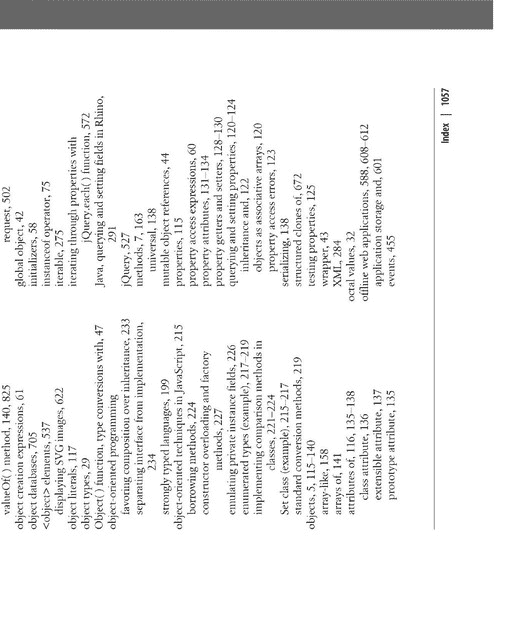 valueOf( ) method, 140, 825
object creation expressions, 61
object databases, 705
<object> elements, 537
displaying SVG images, 622
object literals, 117
object types, 29
Object( ) function, type conversions with, 47
object-oriented programming
favoring composition over inheritance, 233
separating interface from implementation,
234
strongly typed languages, 199
object-oriented techniques in JavaScript, 215
borrowing methods, 224
constructor overloading and factory
methods, 227
emulating private instance fields, 226
enumerated types (example), 217–219
implementing comparison methods in
classes, 221–224
Set class (example), 215–217
standard conversion methods, 219
objects, 5, 115–140
array-like, 158
arrays of, 141
attributes of, 116, 135–138
class attribute, 136
extensible attribute, 137
prototype attribute, 135
request, 502
global object, 42
initializers, 58
instanceof operator, 75
iterable, 275
iterating through properties with
jQuery.each( ) function, 572
Java, querying and setting fields in Rhino,
291
jQuery, 527
methods, 7, 163
universal, 138
mutable object references, 44
properties, 115
property access expressions, 60
property attributes, 131–134
property getters and setters, 128–130
querying and setting properties, 120–124
inheritance and, 122
objects as associative arrays, 120
property access errors, 123
serializing, 138
structured clones of, 672
testing properties, 125
wrapper, 43
XML, 284
octal values, 32
offline web applications, 588, 608–612
application storage and, 601
events, 455
Index | 1057